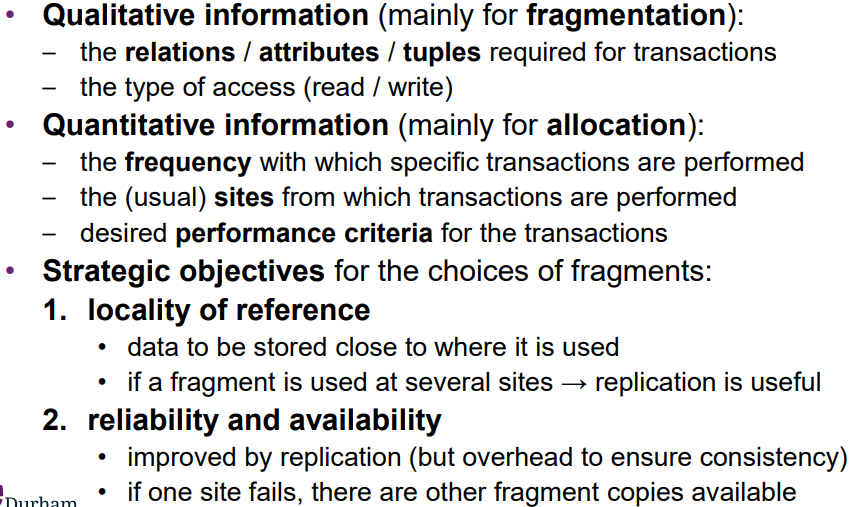 • Qualitative information (mainly for fragmentation):
– the relations / attributes / tuples required for transactions
– the type of access (read / write)
• Quantitative information (mainly for allocation):
– the frequency with which specific transactions are performed
– the (usual) sites from which transactions are performed
– desired performance criteria for the transactions
• Strategic objectives for the choices of fragments:
1. locality of reference
• data to be stored close to where it is used
• if a fragment is used at several sites → replication is useful
2. reliability and availability
• improved by replication (but overhead to ensure consistency)
• if one site fails, there are other fragment copies available
Durham